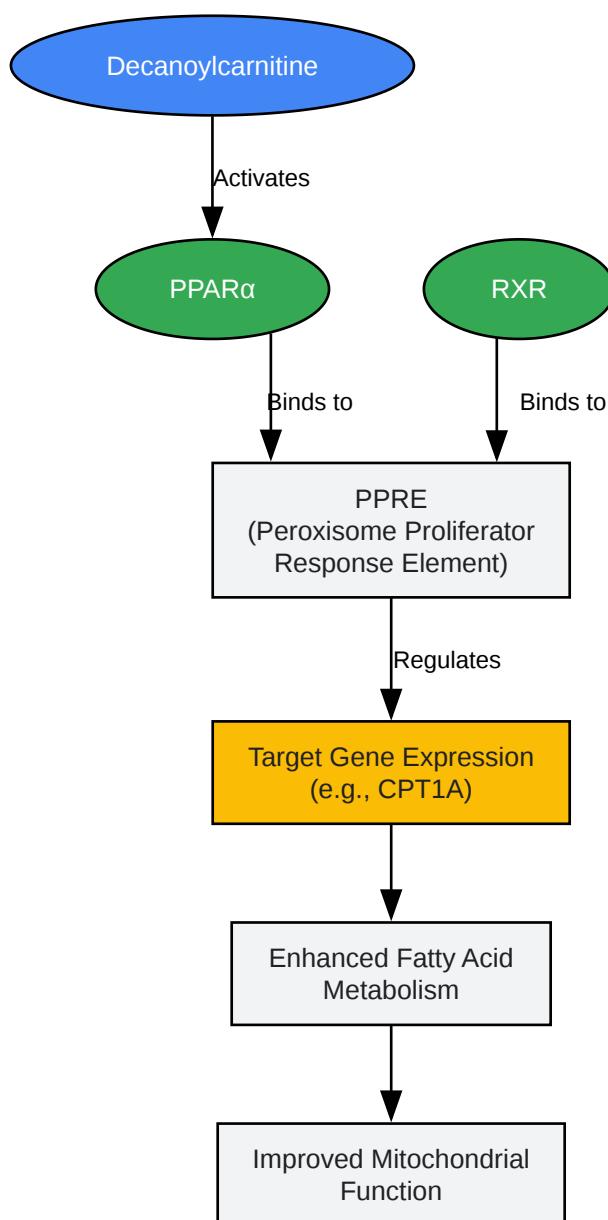 Decanoylcarnitine
Activates
PPARα
RXR
Binds to
Binds to
PPRE
(Peroxisome Proliferator
Response Element)
Regulates
Target Gene Expression
(e.g., CPT1A)
Enhanced Fatty Acid
Metabolism
Improved Mitochondrial
Function